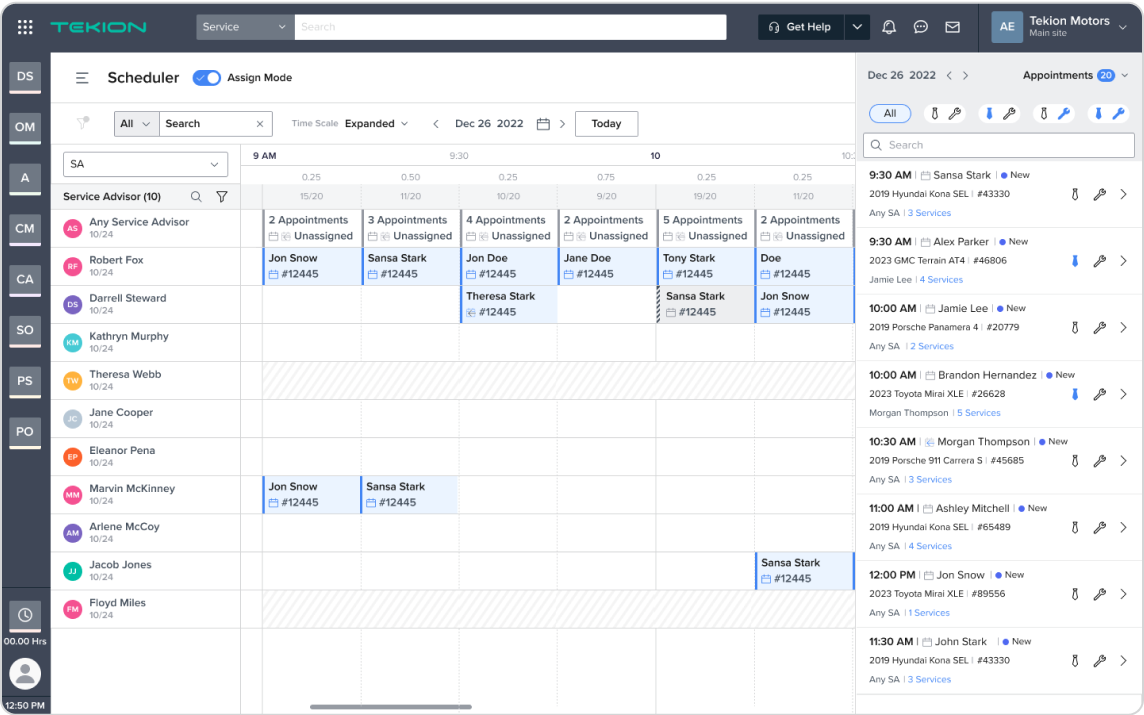 TEKION
Service
Search
Get Help
AE
Tekion Motors
Main site
DS
OM
A
CM
CA
SO
PS
PO
00.00 Hrs
12:50 PM
Scheduler
Assign Mode
All
Search
Time Scale Expanded
Dec 26 2022
Today
SA
9 AM 9:30 10
0.25 0.50 0.25 0.75 0.25 0.25
Service Advisor (10)
15/20 11/20 10/20 9/20 19/20 11/20
AS Any Service Advisor
10/24
2 Appointments 3 Appointments 4 Appointments 2 Appointments 5 Appointments 2 Appointments
Unassigned Unassigned Unassigned Unassigned Unassigned Unassigned
RF Robert Fox
10/24
Jon Snow Sansa Stark Jon Doe Jane Doe Tony Stark Doe
#12445 #12445 #12445 #12445 #12445 #12445
DS Darrell Steward
10/24
Theresa Stark Sansa Stark Jon Snow
#12445 #12445 #12445
KM Kathryn Murphy
10/24
TW Theresa Webb
10/24
JC Jane Cooper
10/24
EP Eleanor Pena
10/24
MM Marvin McKinney
10/24
Jon Snow Sansa Stark
#12445 #12445
AM Arlene McCoy
10/24
JJ Jacob Jones
10/24
Sansa Stark
#12445
FM Floyd Miles
10/24
Dec 26 2022
Appointments 20
All
Search
9:30 AM | Sansa Stark | New
2019 Hyundai Kona SEL | #43330
Any SA | 3 Services
9:30 AM | Alex Parker | New
2023 GMC Terrain AT4 | #46806
Jamie Lee | 4 Services
10:00 AM | Jamie Lee | New
2019 Porsche Panamera 4 | #20779
Any SA | 2 Services
10:00 AM | Brandon Hernandez | New
2023 Toyota Mirai XLE | #26628
Morgan Thompson | 5 Services
10:30 AM | Morgan Thompson | New
2019 Porsche 911 Carrera S | #45685
Any SA | 3 Services
11:00 AM | Ashley Mitchell | New
2019 Hyundai Kona SEL | #65489
Any SA | 4 Services
12:00 PM | Jon Snow | New
2023 Toyota Mirai XLE | #89556
Any SA | 1 Services
11:30 AM | John Stark | New
2019 Hyundai Kona SEL | #43330
Any SA | 3 Services